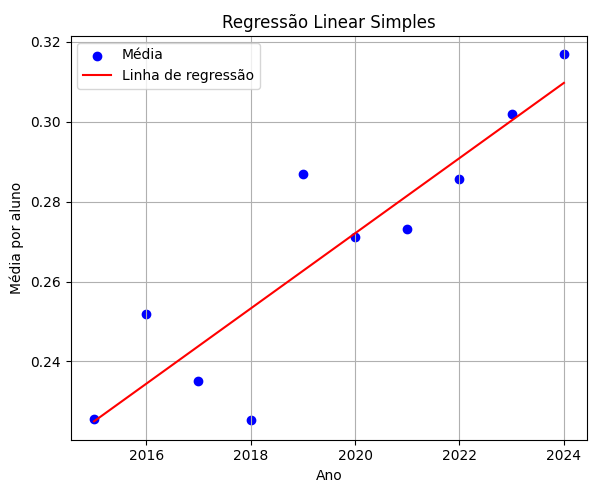 Regressão Linear Simples
Média
Linha de regressão
0.32
0.30
0.28
0.26
0.24
Média por aluno
2016 2018 2020 2022 2024
Ano